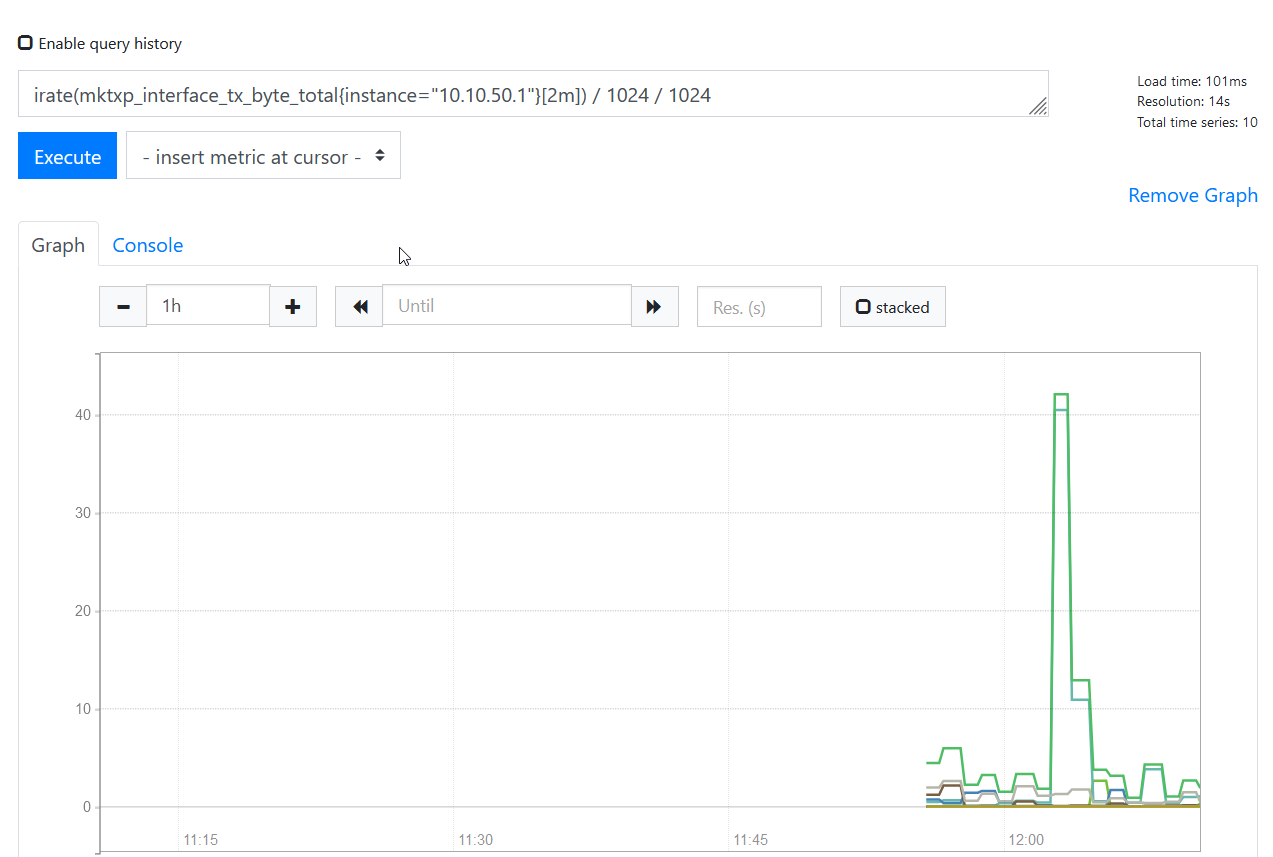 Enable query history
irate(mktxp_interface_tx_byte_total{instance="10.10.50.1"}[2m]) / 1024 / 1024
Load time: 101ms
Resolution: 14s
Total time series: 10
Execute
- insert metric at cursor -
Remove Graph
Graph
Console
1h
Until
Res. (s)
stacked
40
30
20
10
0
11:15
11:30
11:45
12:00